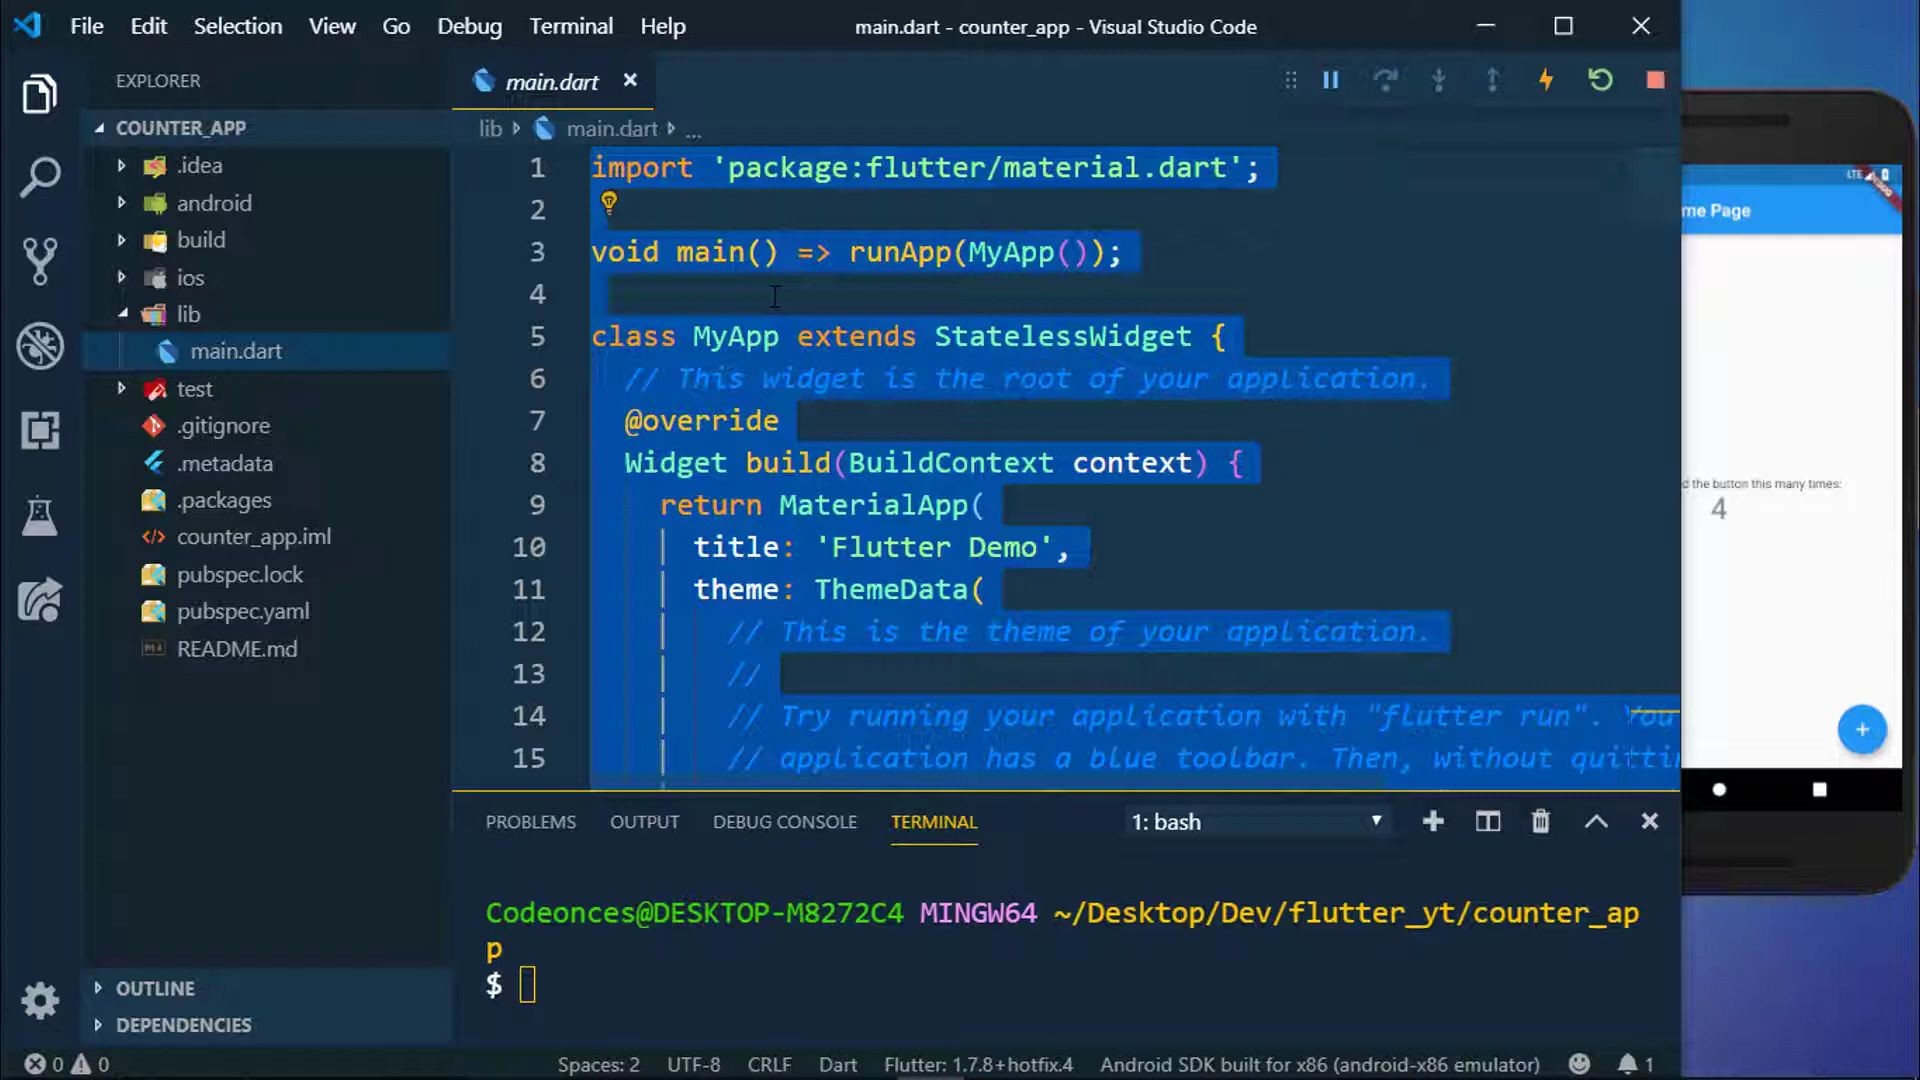 File Edit Selection View Go Debug Terminal Help
main.dart - counter_app - Visual Studio Code
EXPLORER
COUNTER_APP
.idea
android
build
ios
lib
main.dart
test
.gitignore
.metadata
.packages
counter_app.iml
pubspec.lock
pubspec.yaml
README.md
OUTLINE
DEPENDENCIES
main.dart
lib main.dart ...
1 import 'package:flutter/material.dart';
2
3 void main() => runApp(MyApp());
4
5 class MyApp extends StatelessWidget {
6 // This widget is the root of your application.
7 @override
8 Widget build(BuildContext context) {
9 return MaterialApp(
10 title: 'Flutter Demo',
11 theme: ThemeData(
12 // This is the theme of your application.
13 //
14 // Try running your application with "flutter run". You
15 // application has a blue toolbar. Then, without quittin
PROBLEMS OUTPUT DEBUG CONSOLE TERMINAL 1: bash
Codeonces@DESKTOP-M8272C4 MINGW64 ~/Desktop/Dev/flutter_yt/counter_ap
p
$
0 0 Spaces: 2 UTF-8 CRLF Dart Flutter: 1.7.8+hotfix.4 Android SDK built for x86 (android-x86 emulator) 1
LTE
DEBUG
me Page
d the button this many times:
4
+